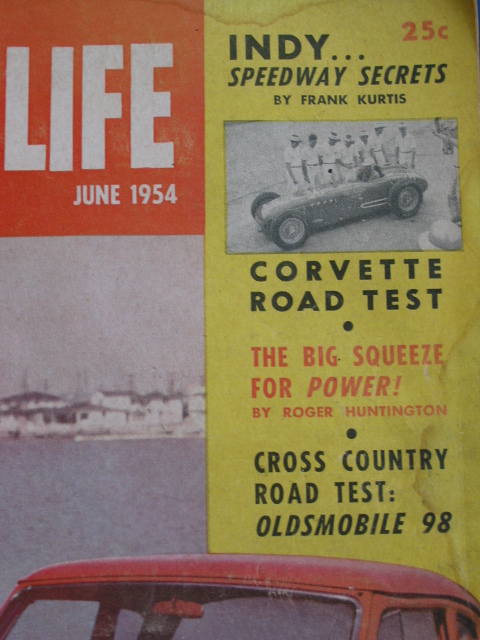 LIFE
JUNE 1954
25c
INDY...
SPEEDWAY SECRETS
BY FRANK KURTIS
CORVETTE
ROAD TEST
•
THE BIG SQUEEZE
FOR POWER!
BY ROGER HUNTINGTON
•
CROSS COUNTRY
ROAD TEST:
OLDSMOBILE 98